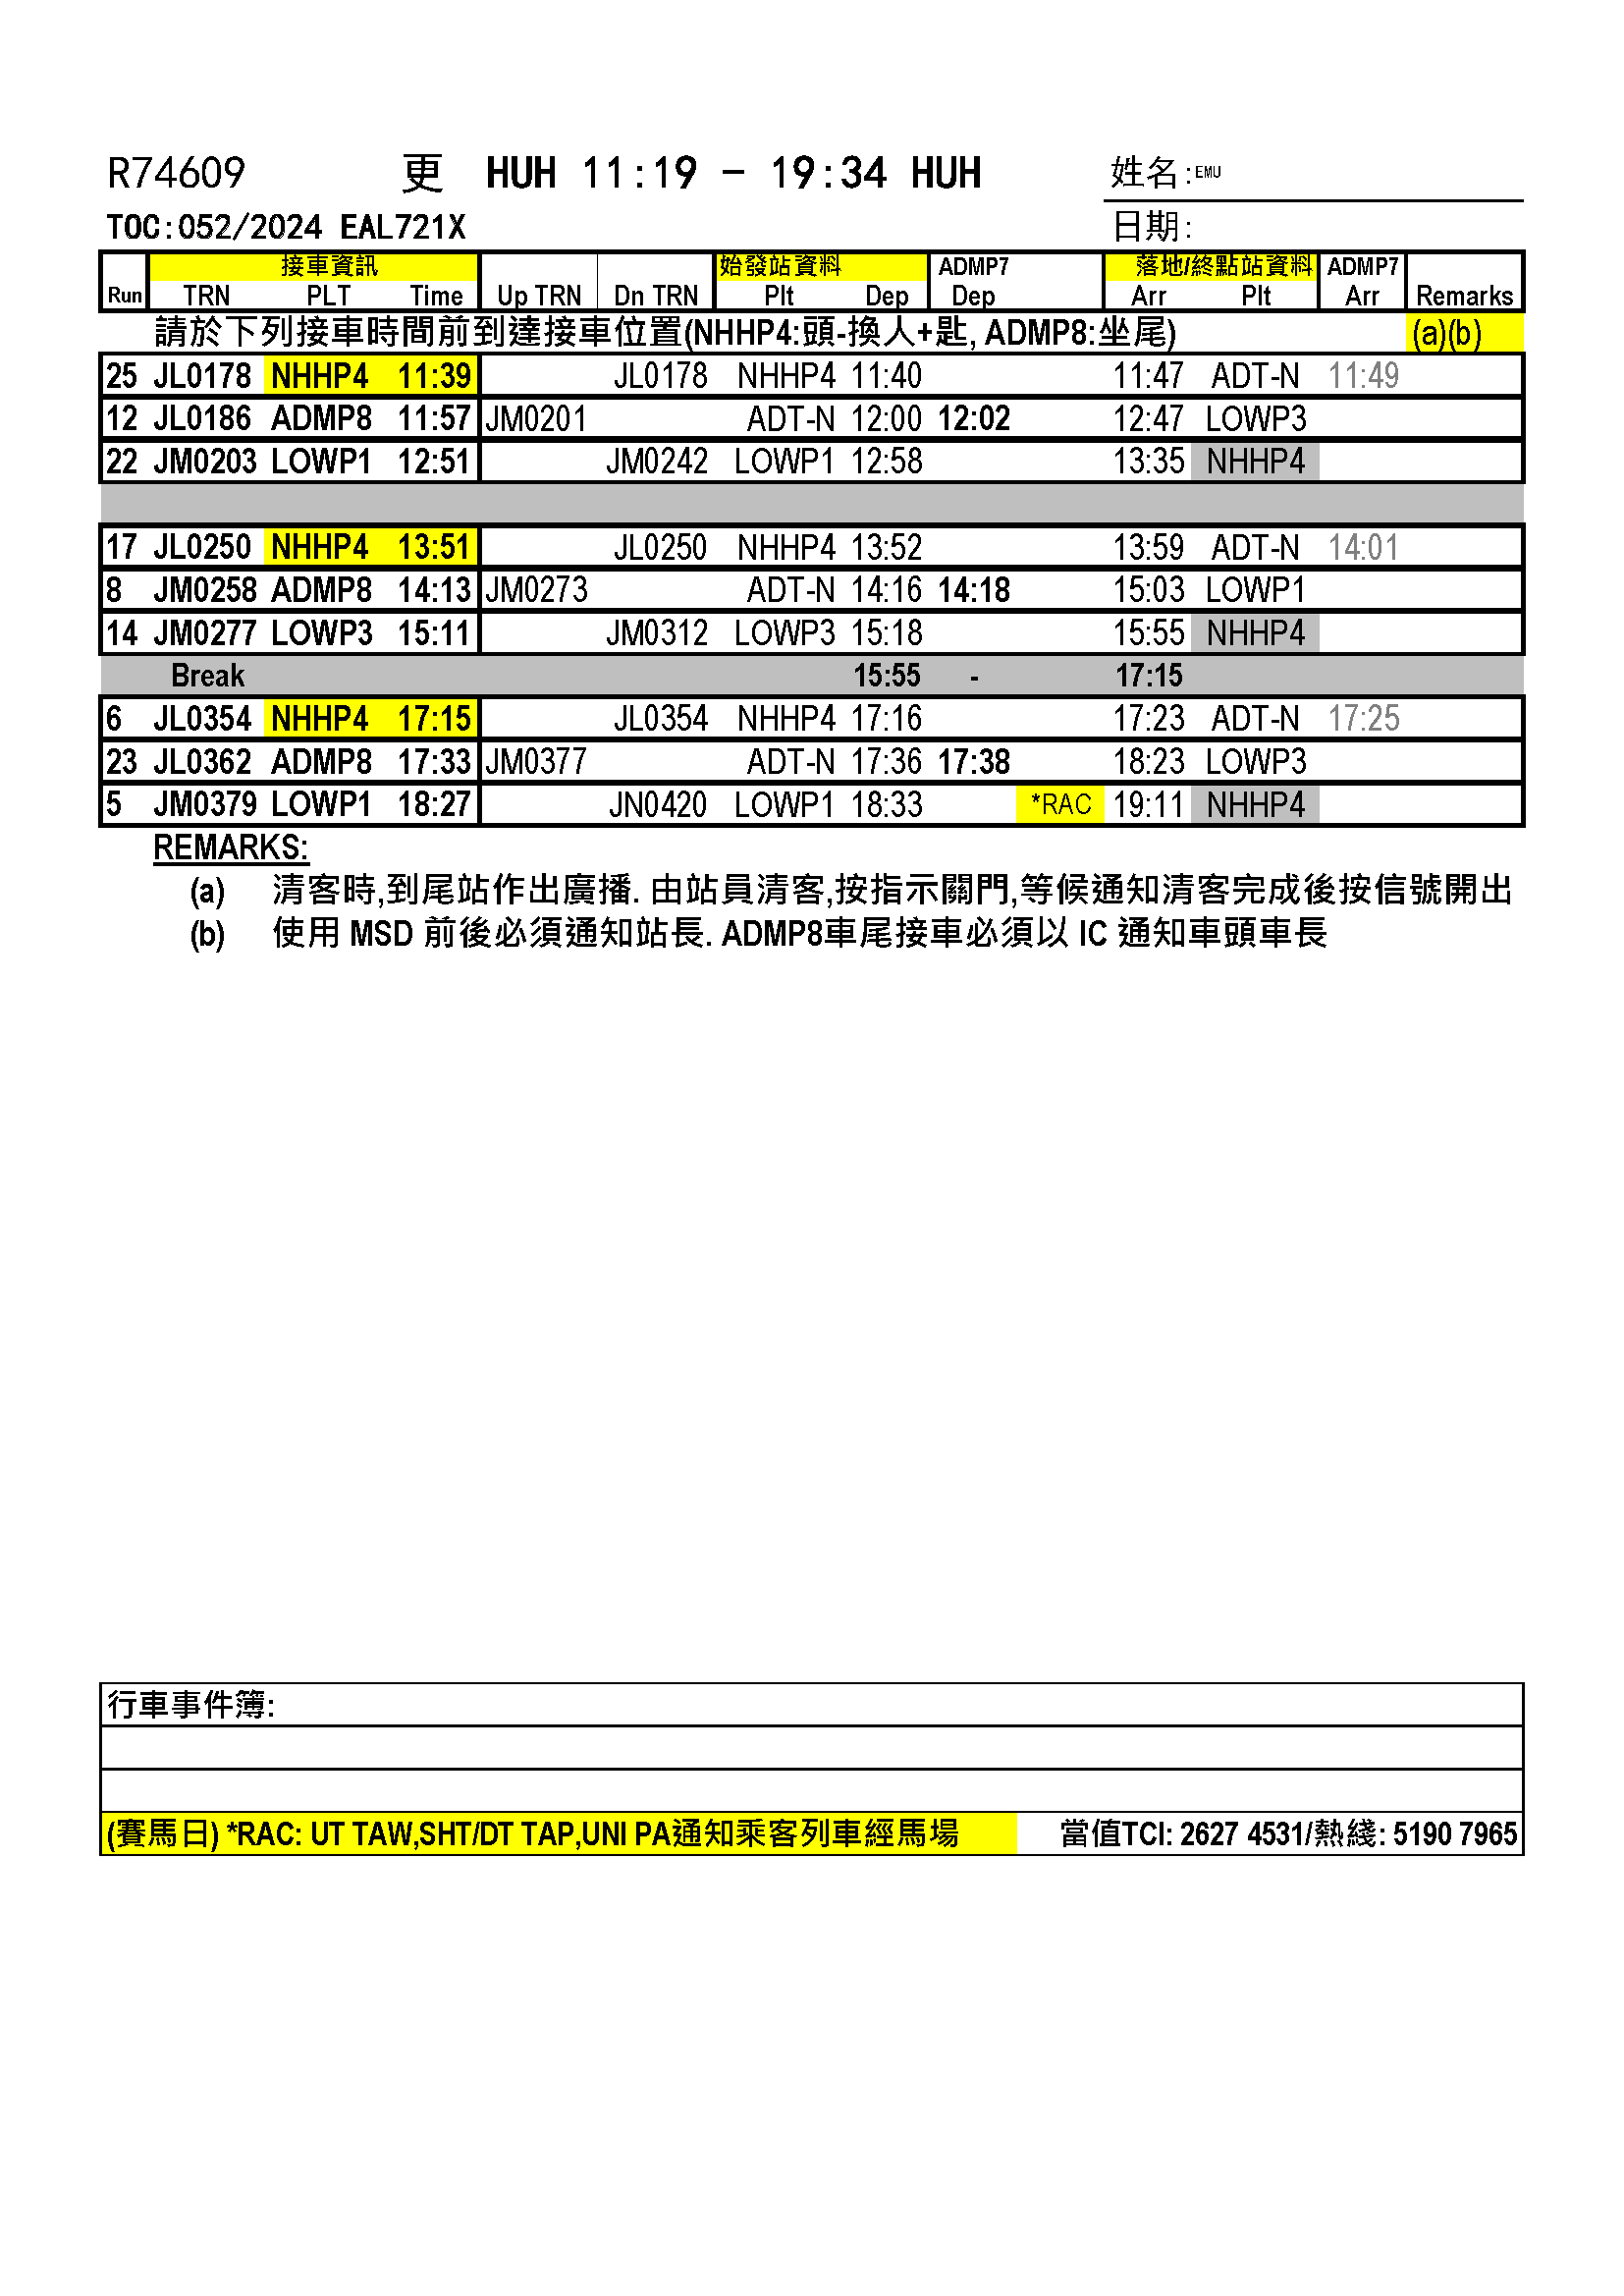 R74609 更 HUH 11:19 - 19:34 HUH 姓名:EMU
TOC:052/2024 EAL721X 日期:
接車資訊 始發站資料 ADMP7 落地/終點站資料 ADMP7
Run TRN PLT Time Up TRN Dn TRN Plt Dep Dep Arr Plt Arr Remarks
請於下列接車時間前到達接車位置(NHHP4:頭-換人+匙, ADMP8:坐尾) (a)(b)
25 JL0178 NHHP4 11:39 JL0178 NHHP4 11:40 11:47 ADT-N 11:49
12 JL0186 ADMP8 11:57 JM0201 ADT-N 12:00 12:02 12:47 LOWP3
22 JM0203 LOWP1 12:51 JM0242 LOWP1 12:58 13:35 NHHP4
17 JL0250 NHHP4 13:51 JL0250 NHHP4 13:52 13:59 ADT-N 14:01
8 JM0258 ADMP8 14:13 JM0273 ADT-N 14:16 14:18 15:03 LOWP1
14 JM0277 LOWP3 15:11 JM0312 LOWP3 15:18 15:55 NHHP4
Break 15:55 - 17:15
6 JL0354 NHHP4 17:15 JL0354 NHHP4 17:16 17:23 ADT-N 17:25
23 JL0362 ADMP8 17:33 JM0377 ADT-N 17:36 17:38 18:23 LOWP3
5 JM0379 LOWP1 18:27 JN0420 LOWP1 18:33 *RAC 19:11 NHHP4
REMARKS:
(a) 清客時,到尾站作出廣播. 由站員清客,按指示關門,等候通知清客完成後按信號開出
(b) 使用 MSD 前後必須通知站長. ADMP8車尾接車必須以 IC 通知車頭車長
行車事件簿:
(賽馬日) *RAC: UT TAW,SHT/DT TAP,UNI PA通知乘客列車經馬場 當值TCI: 2627 4531/熱綫: 5190 7965